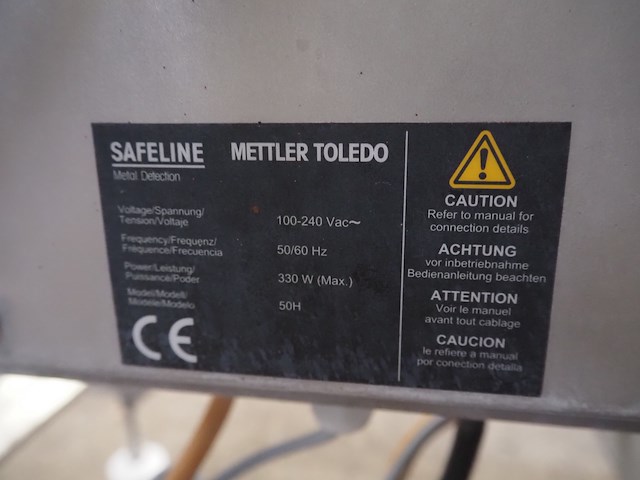 SAFELINE METTLER TOLEDO
Metal Detection
Voltage/Spannung/
Tension/Voltaje 100-240 Vac~
Frequency/Frequenz/
Fréquence/Frecuencia 50/60 Hz
Power/Leistung/
Puissance/Poder 330 W (Max.)
Model/Modell/
Modele/Modelo 50H
CE
CAUTION
Refer to manual for
connection details
ACHTUNG
vor inbetriebnahme
Bedienanleitung beachten
ATTENTION
Voir le manuel
avant tout cablage
CAUCION
le refiere a manual
por conection detailla